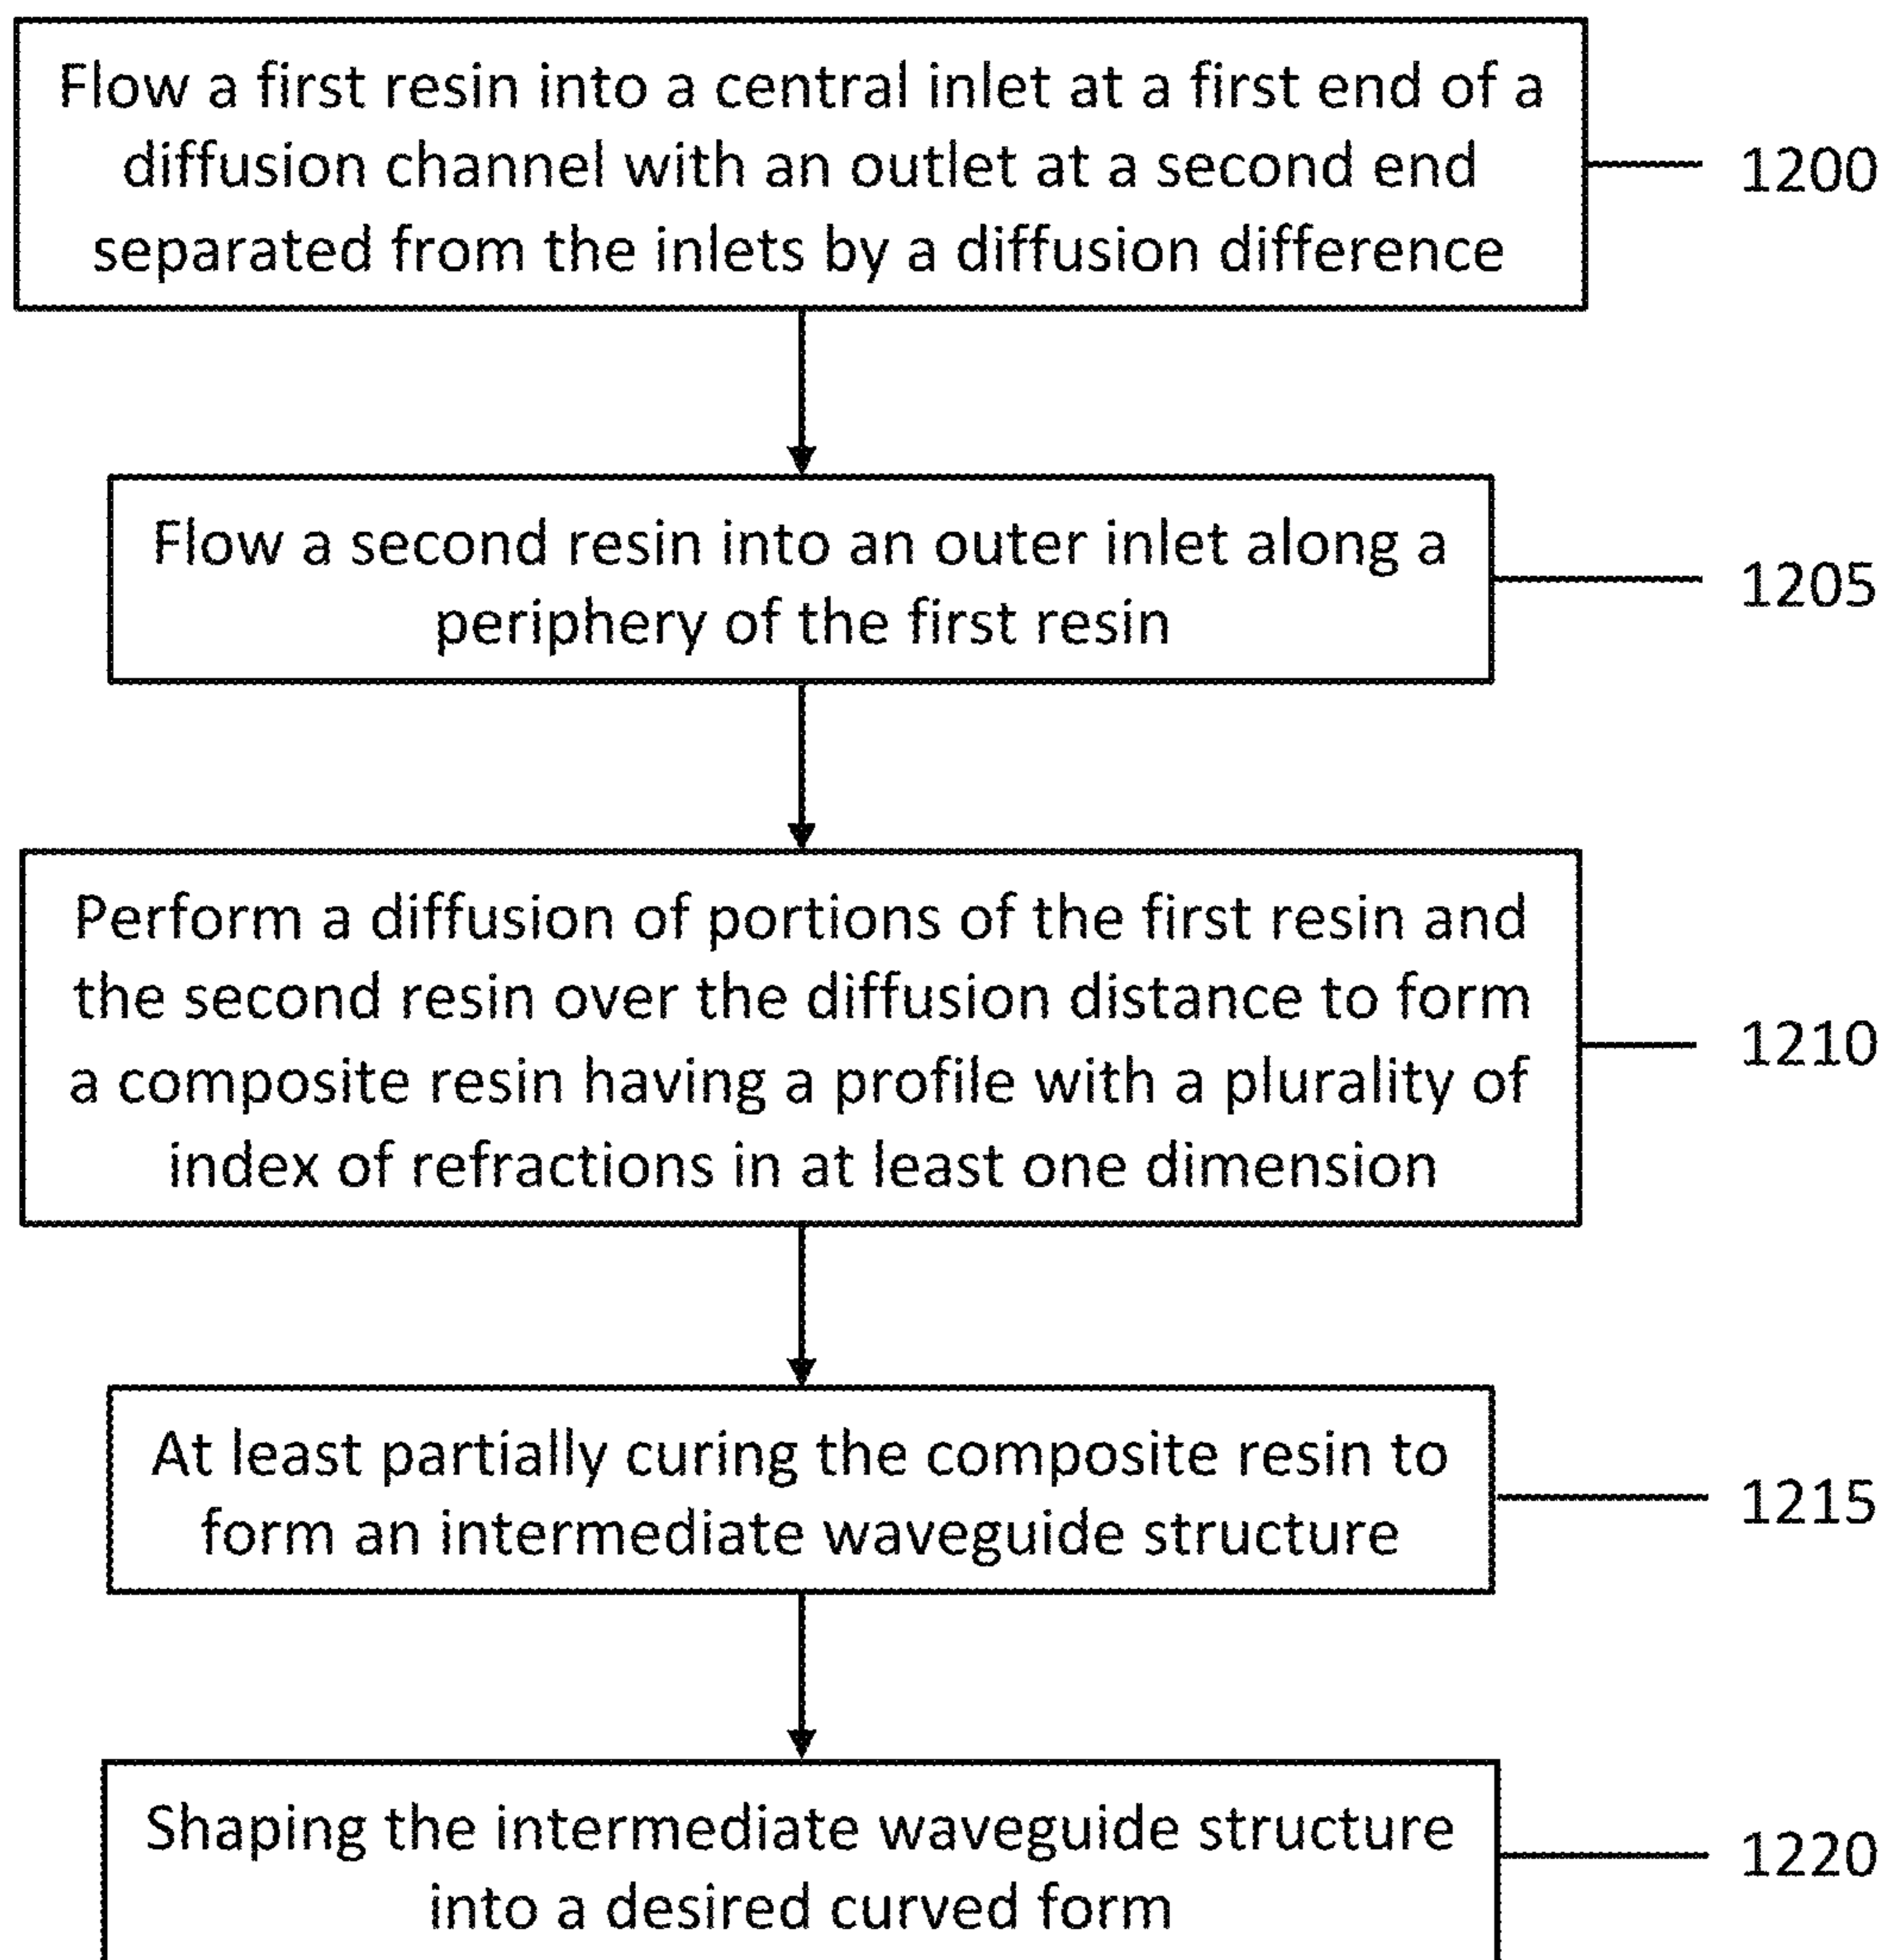 Flow a first resin into a central inlet at a first end of a
diffusion channel with an outlet at a second end
separated from the inlets by a diffusion difference
1200
Flow a second resin into an outer inlet along a
periphery of the first resin
1205
Perform a diffusion of portions of the first resin and
the second resin over the diffusion distance to form
a composite resin having a profile with a plurality of
index of refractions in at least one dimension
1210
At least partially curing the composite resin to
form an intermediate waveguide structure
1215
Shaping the intermediate waveguide structure
into a desired curved form
1220